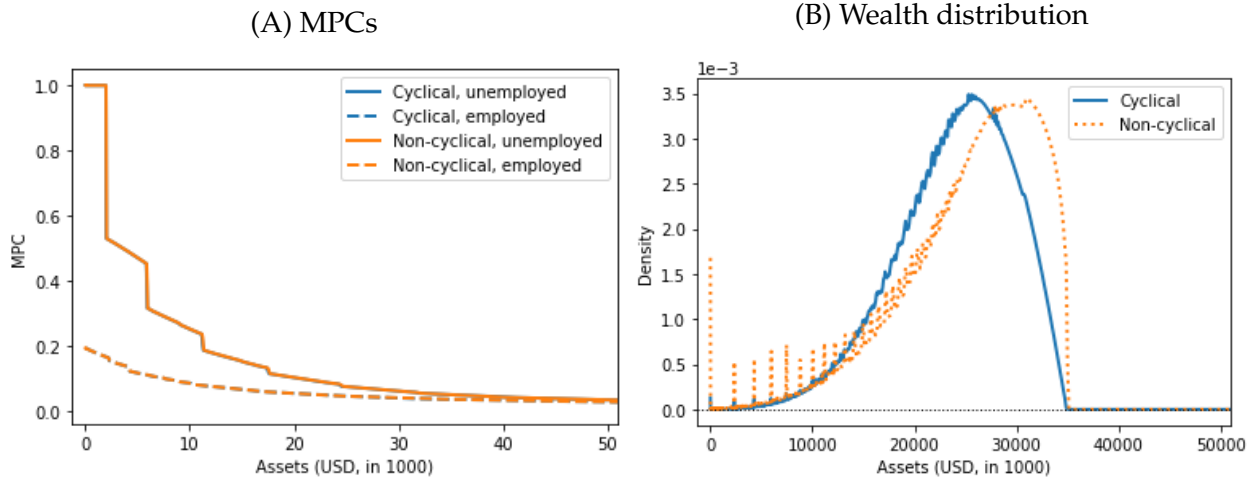 (A) MPCs
1.0
0.8
0.6
0.4
0.2
0.0
MPC
Cyclical, unemployed
Cyclical, employed
Non-cyclical, unemployed
Non-cyclical, employed
0 10 20 30 40 50
Assets (USD, in 1000)
(B) Wealth distribution
1e−3
3.5
3.0
2.5
2.0
1.5
1.0
0.5
0.0
Density
Cyclical
Non-cyclical
0 10000 20000 30000 40000 50000
Assets (USD, in 1000)